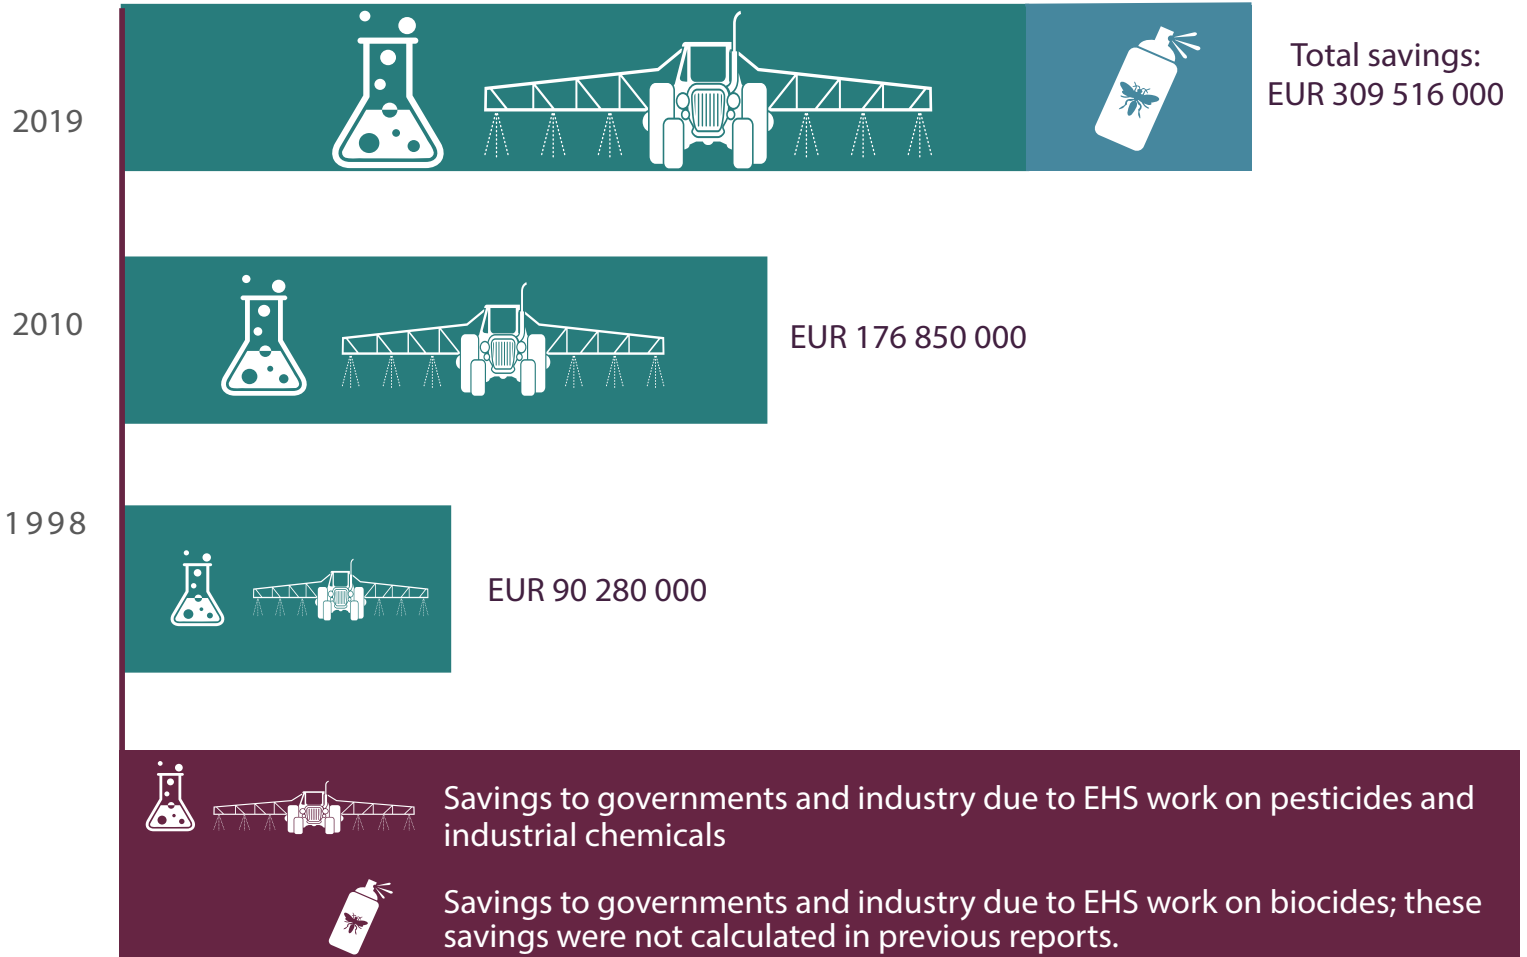 2019
Total savings:
EUR 309 516 000
2010
EUR 176 850 000
1998
EUR 90 280 000
Savings to governments and industry due to EHS work on pesticides and
industrial chemicals
Savings to governments and industry due to EHS work on biocides; these
savings were not calculated in previous reports.